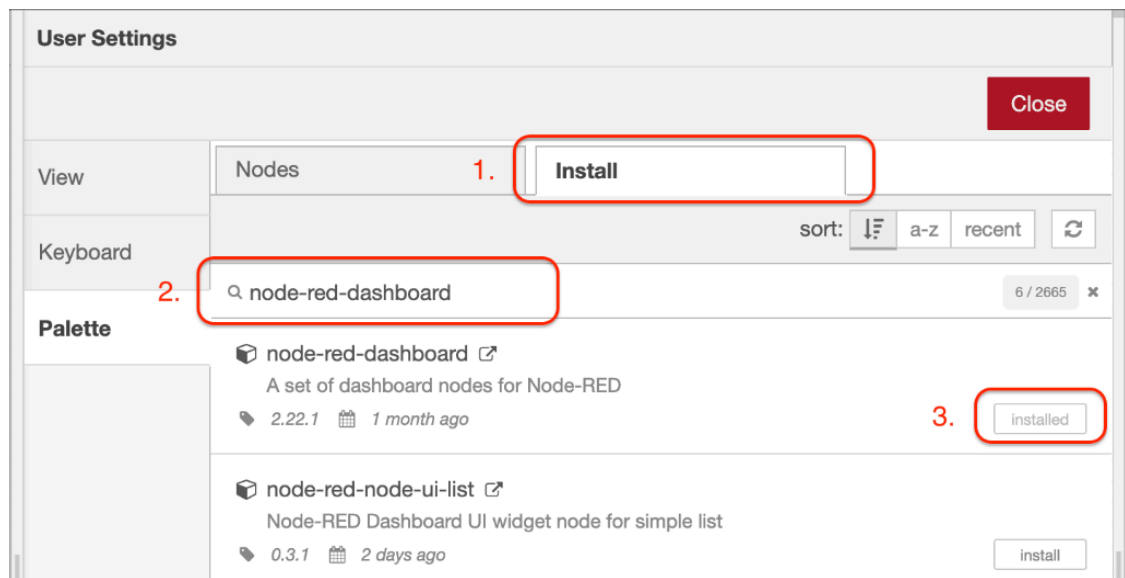 User Settings
Close
View
Keyboard
Palette
Nodes
1.
Install
sort:
a-z
recent
2.
node-red-dashboard
6 / 2665
node-red-dashboard
A set of dashboard nodes for Node-RED
2.22.1 1 month ago
3.
installed
node-red-node-ui-list
Node-RED Dashboard UI widget node for simple list
0.3.1 2 days ago
install